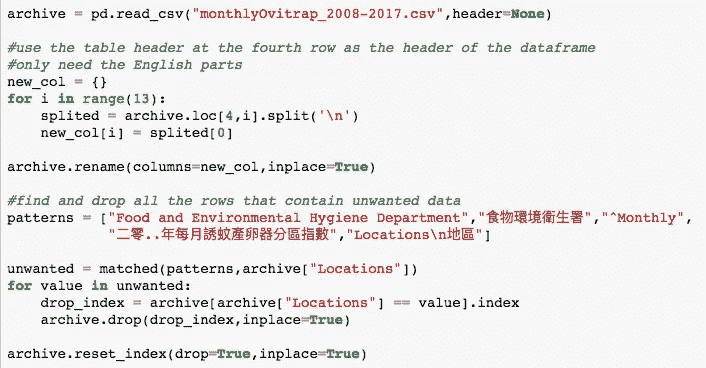 archive = pd.read_csv("monthlyOvitrap_2008-2017.csv",header=None)
#use the table header at the fourth row as the header of the dataframe
#only need the English parts
new_col = {}
for i in range(13):
    splited = archive.loc[4,i].split('\n')
    new_col[i] = splited[0]
archive.rename(columns=new_col,inplace=True)
#find and drop all the rows that contain unwanted data
patterns = ["Food and Environmental Hygiene Department","食物環境衞生署","^Monthly",
            "二零..年每月誘蚊產卵器分區指數","Locations\n地區"]
unwanted = matched(patterns,archive["Locations"])
for value in unwanted:
    drop_index = archive[archive["Locations"] == value].index
    archive.drop(drop_index,inplace=True)
archive.reset_index(drop=True,inplace=True)